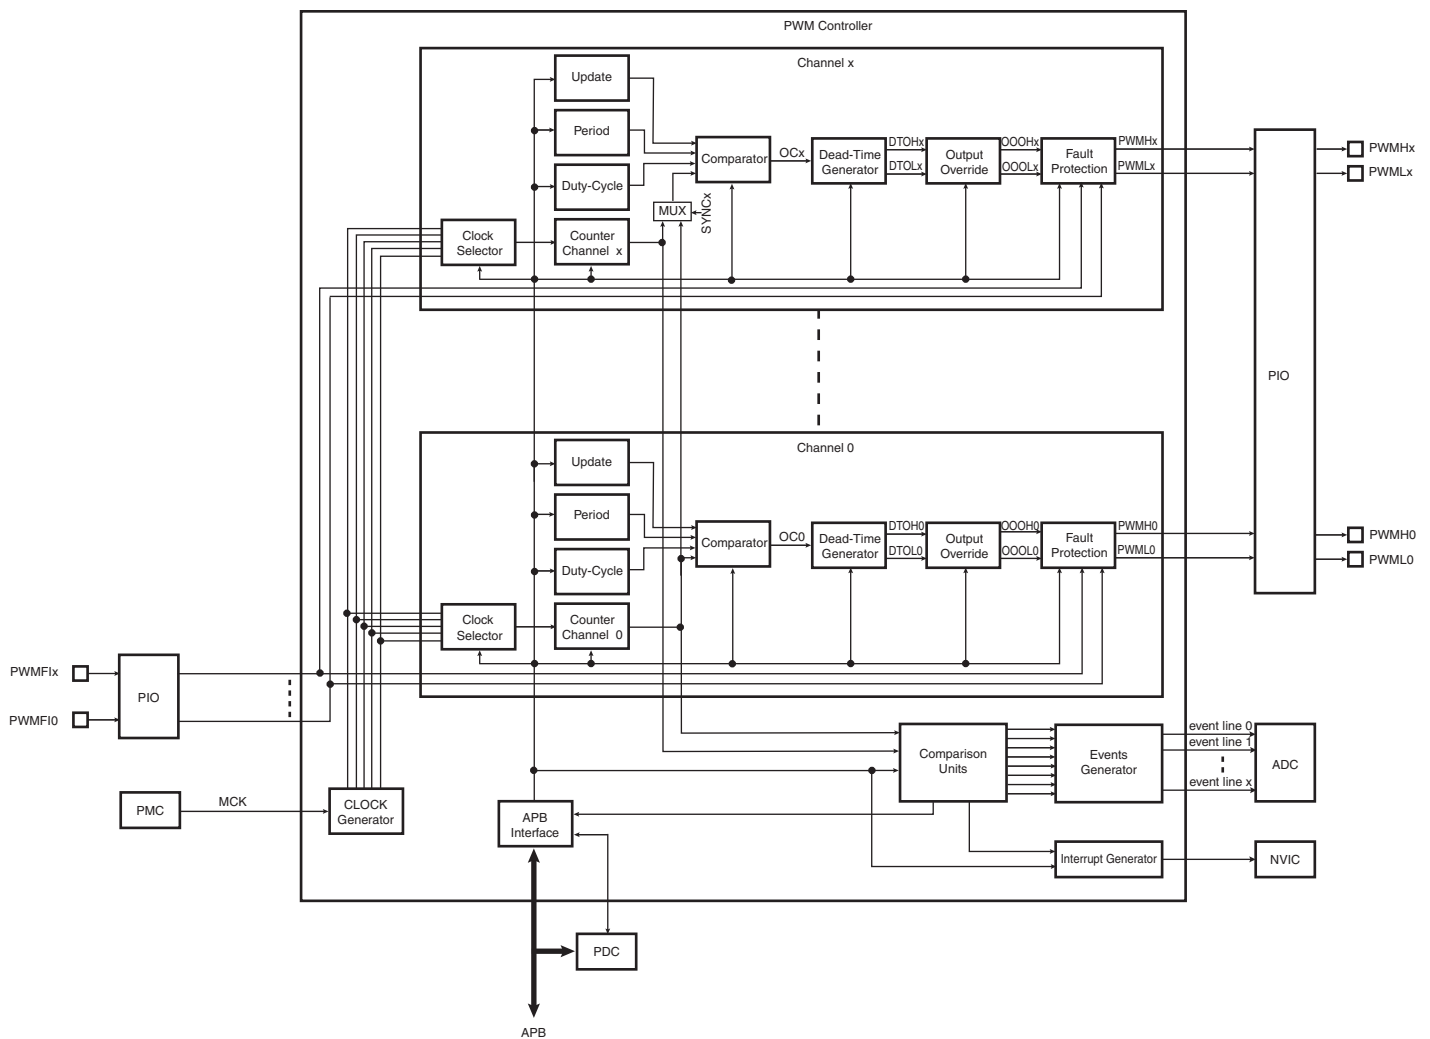 PWM Controller
Channel x
Update
Period
Duty-Cycle
Clock
Selector
Counter
Channel x
MUX
SYNCx
Comparator
OCx
Dead-Time
Generator
DTOHx
DTOLx
Output
Override
OOOHx
OOOLx
Fault
Protection
PWMHx
PWMLx
PIO
PWMHx
PWMLx
Channel 0
Update
Period
Duty-Cycle
Clock
Selector
Counter
Channel 0
Comparator
OC0
Dead-Time
Generator
DTOH0
DTOL0
Output
Override
OOOH0
OOOL0
Fault
Protection
PWMH0
PWML0
PWMH0
PWML0
PWMFIx
PWMFI0
PIO
PMC
MCK
CLOCK
Generator
APB
Interface
Comparison
Units
Events
Generator
event line 0
event line 1
event line x
ADC
Interrupt Generator
NVIC
PDC
APB